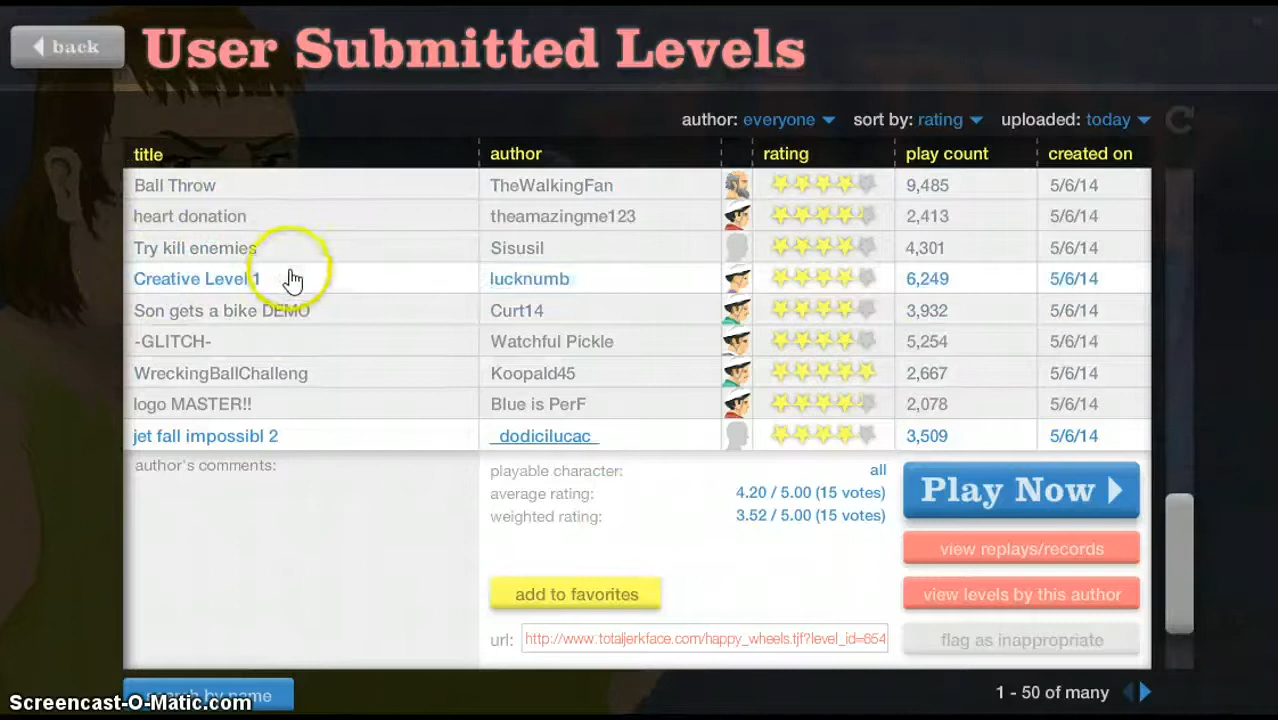 back
User Submitted Levels
author: everyone sort by: rating uploaded: today
title author rating play count created on
Ball Throw TheWalkingFan 9,485 5/6/14
heart donation theamazingme123 2,413 5/6/14
Try kill enemies Sisusil 4,301 5/6/14
Creative Level 1 lucknumb 6,249 5/6/14
Son gets a bike DEMO Curt14 3,932 5/6/14
-GLITCH- Watchful Pickle 5,254 5/6/14
WreckingBallChalleng Koopald45 2,667 5/6/14
logo MASTER!! Blue is PerF 2,078 5/6/14
jet fall impossibl 2 _dodicilucac_ 3,509 5/6/14
author's comments:
playable character: all
average rating: 4.20 / 5.00 (15 votes)
weighted rating: 3.52 / 5.00 (15 votes)
Play Now
view replays/records
add to favorites
view levels by this author
url: http://www.totaljerkface.com/happy_wheels.tjf?level_id=654
flag as inappropriate
search by name
1 - 50 of many
Screencast-O-Matic.com